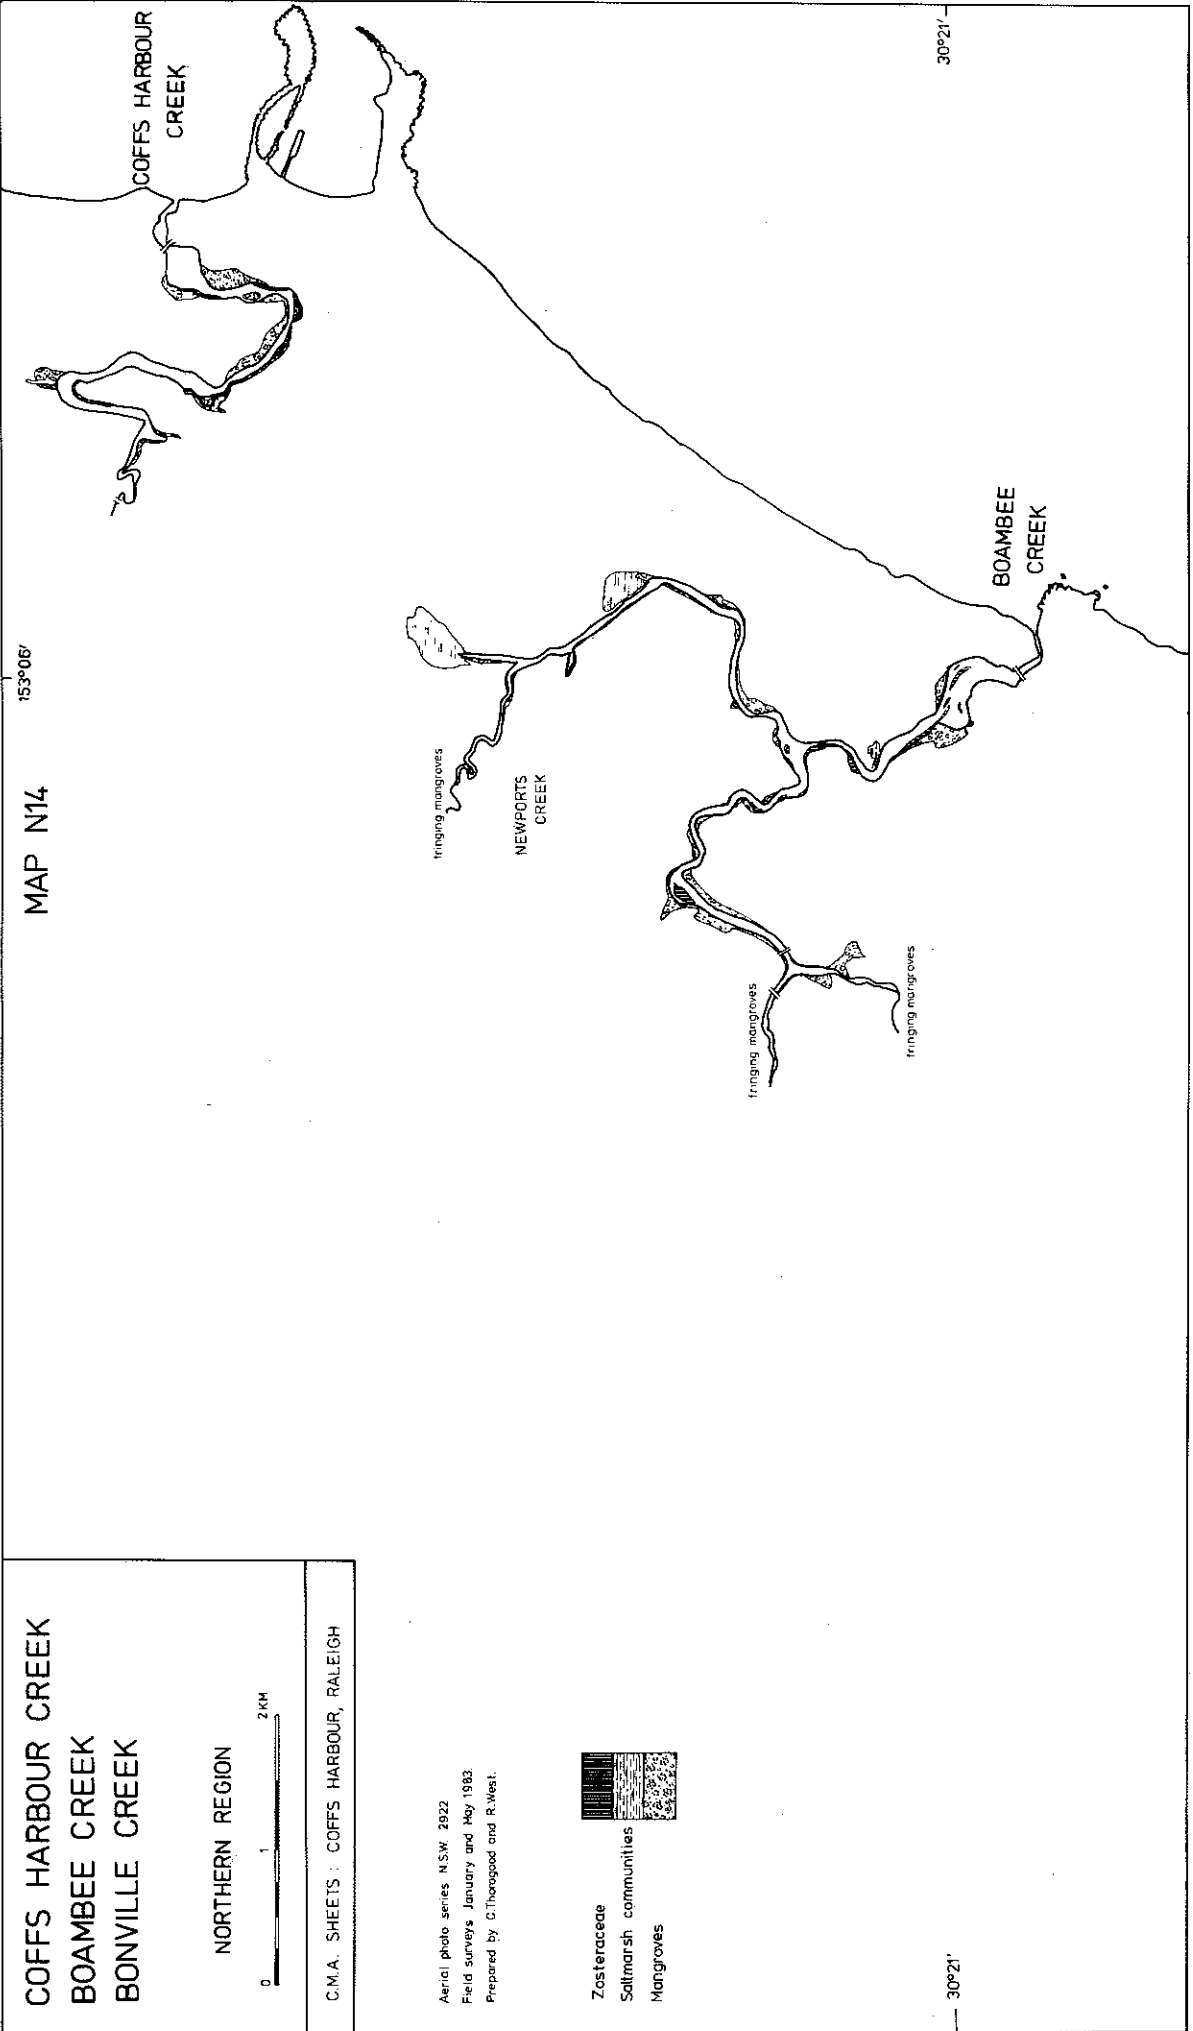 COFFS HARBOUR CREEK
BOAMBEE CREEK
BONVILLE CREEK
NORTHERN REGION
0 1 2 KM
C.M.A. SHEETS : COFFS HARBOUR, RALEIGH
Aerial photo series N.S.W. 2922
Field surveys January and May 1983.
Prepared by C.Thorogood and R.West.
Zosteraceae
Saltmarsh communities
Mangroves
30°21'
MAP N14
153°06'
COFFS HARBOUR
CREEK
fringing mangroves
NEWPORTS
CREEK
fringing mangroves
fringing mangroves
BOAMBEE
CREEK
30°21'